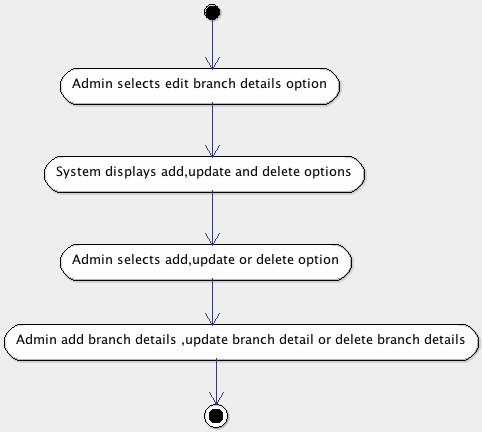 Admin selects edit branch details option
System displays add,update and delete options
Admin selects add,update or delete option
Admin add branch details ,update branch detail or delete branch details